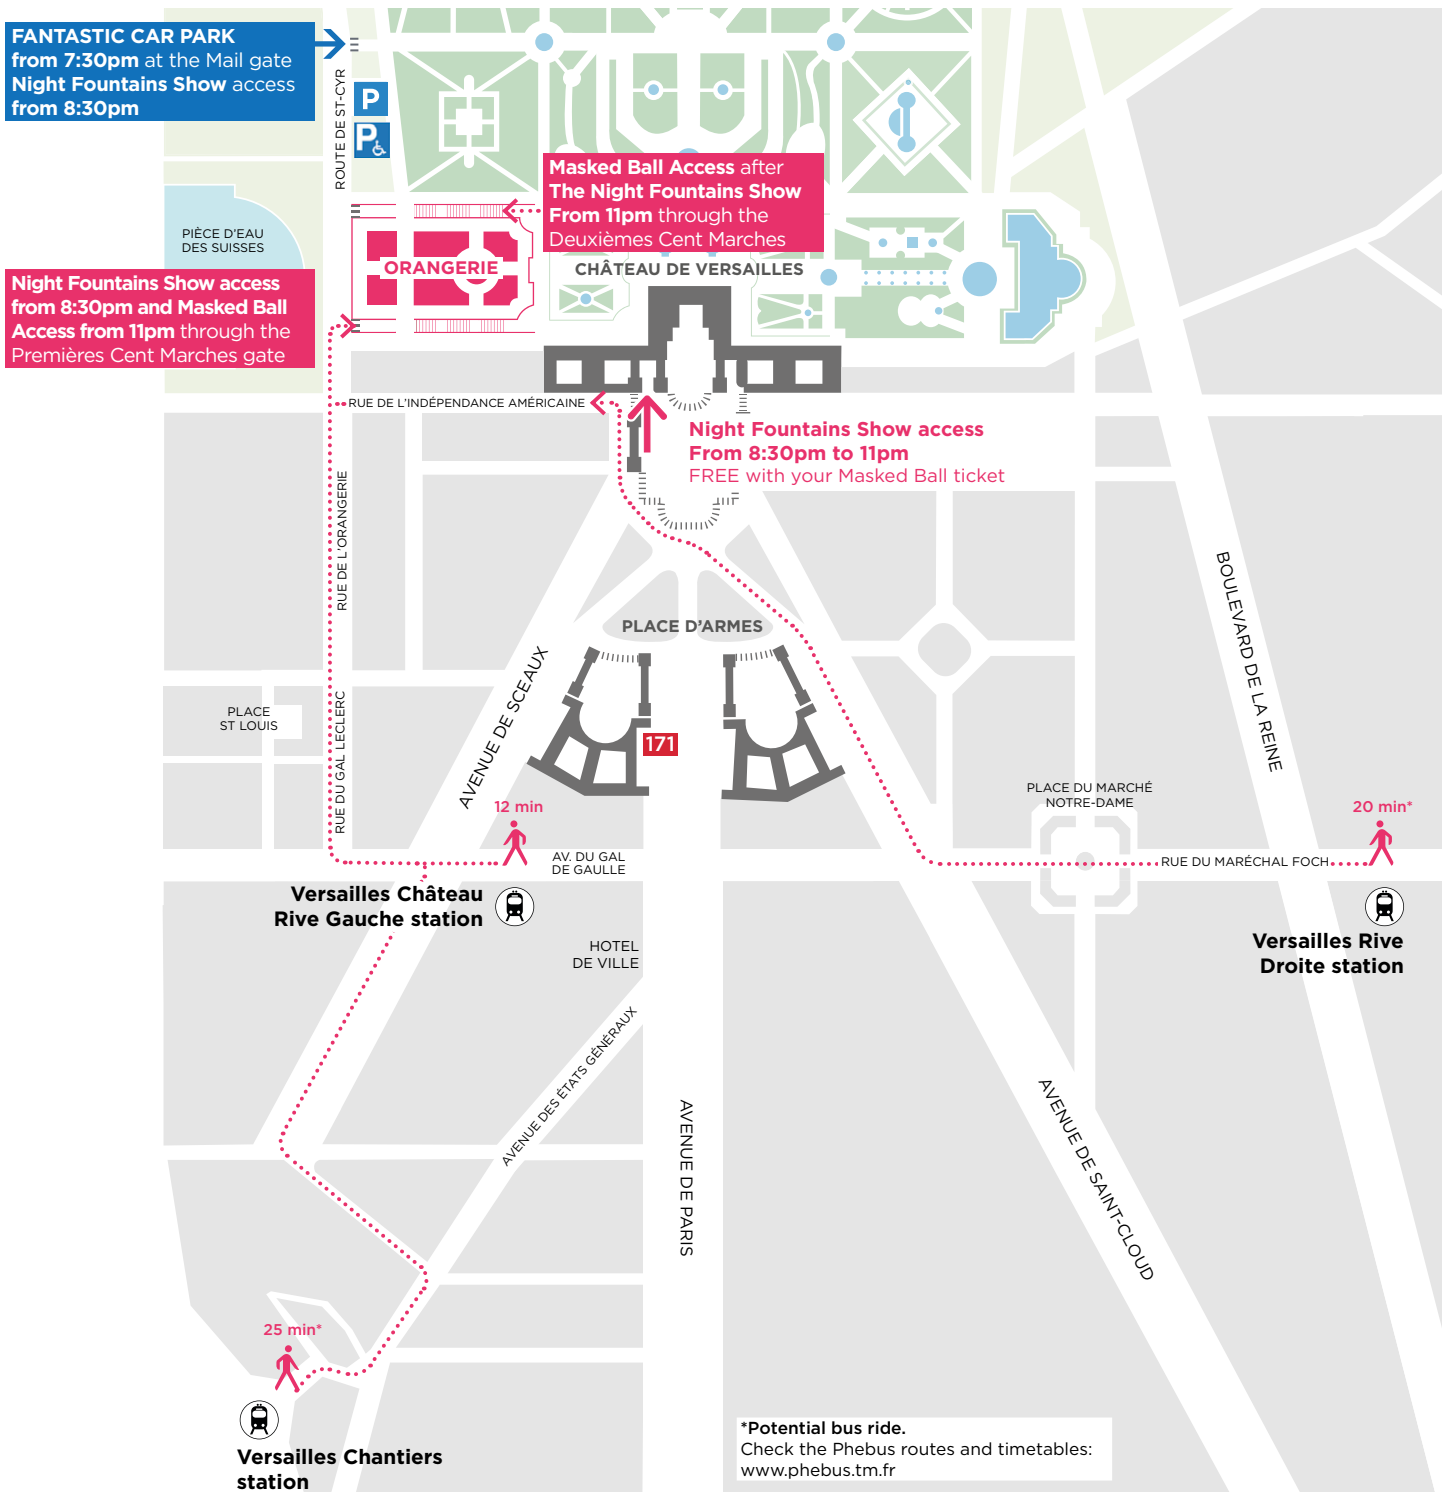 FANTASTIC CAR PARK
from 7:30pm at the Mail gate
Night Fountains Show access
from 8:30pm
ROUTE DE ST-CYR
P
P
Masked Ball Access after
The Night Fountains Show
From 11pm through the
Deuxièmes Cent Marches
PIÈCE D'EAU
DES SUISSES
ORANGERIE
CHÂTEAU DE VERSAILLES
Night Fountains Show access
from 8:30pm and Masked Ball
Access from 11pm through the
Premières Cent Marches gate
RUE DE L'INDÉPENDANCE AMÉRICAINE
Night Fountains Show access
From 8:30pm to 11pm
FREE with your Masked Ball ticket
RUE DE L'ORANGERIE
BOULEVARD DE LA REINE
PLACE D'ARMES
AVENUE DE SCEAUX
PLACE
ST LOUIS
RUE DU GAL LECLERC
171
PLACE DU MARCHÉ
NOTRE-DAME
12 min
20 min*
AV. DU GAL
DE GAULLE
RUE DU MARÉCHAL FOCH
Versailles Château
Rive Gauche station
HOTEL
DE VILLE
Versailles Rive
Droite station
AVENUE DES ÉTATS GÉNÉRAUX
AVENUE DE PARIS
AVENUE DE SAINT-CLOUD
25 min*
Versailles Chantiers
station
*Potential bus ride.
Check the Phebus routes and timetables:
www.phebus.tm.fr